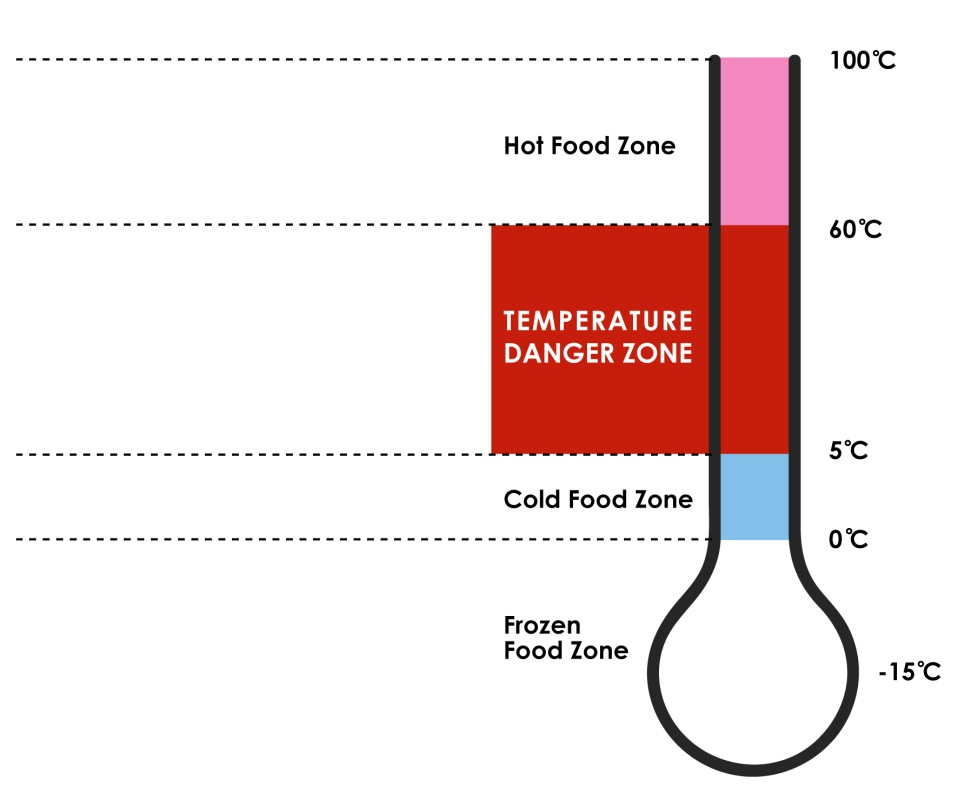 100°C
Hot Food Zone
60°C
TEMPERATURE
DANGER ZONE
5°C
Cold Food Zone
0°C
Frozen
Food Zone
-15°C